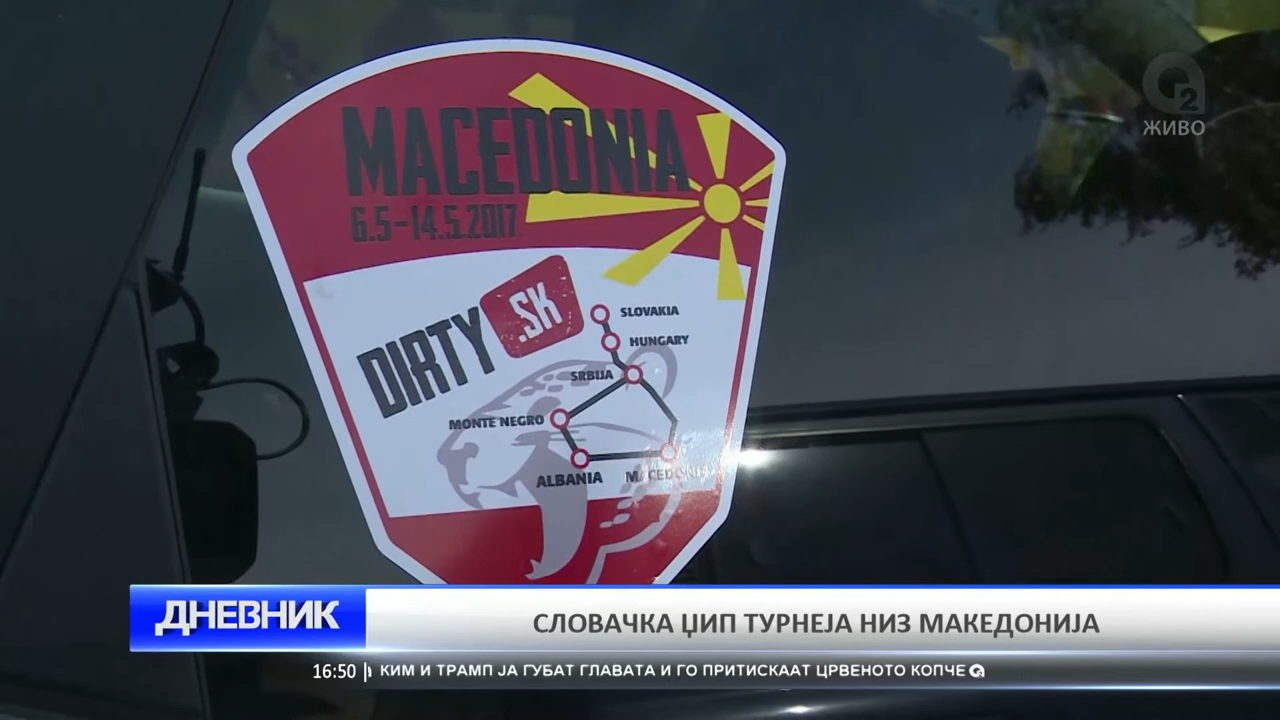 MACEDONIA
6.5-14.5.2017
DIRTY.SK
SLOVAKIA
HUNGARY
SRBIJA
MONTE NEGRO
ALBANIA
MACEDONIA
2
ЖИВО
ДНЕВНИК
СЛОВАЧКА ЏИП ТУРНЕЈА НИЗ МАКЕДОНИЈА
16:50
КИМ И ТРАМП ЈА ГУБАТ ГЛАВАТА И ГО ПРИТИСКААТ ЦРВЕНОТО КОПЧЕ